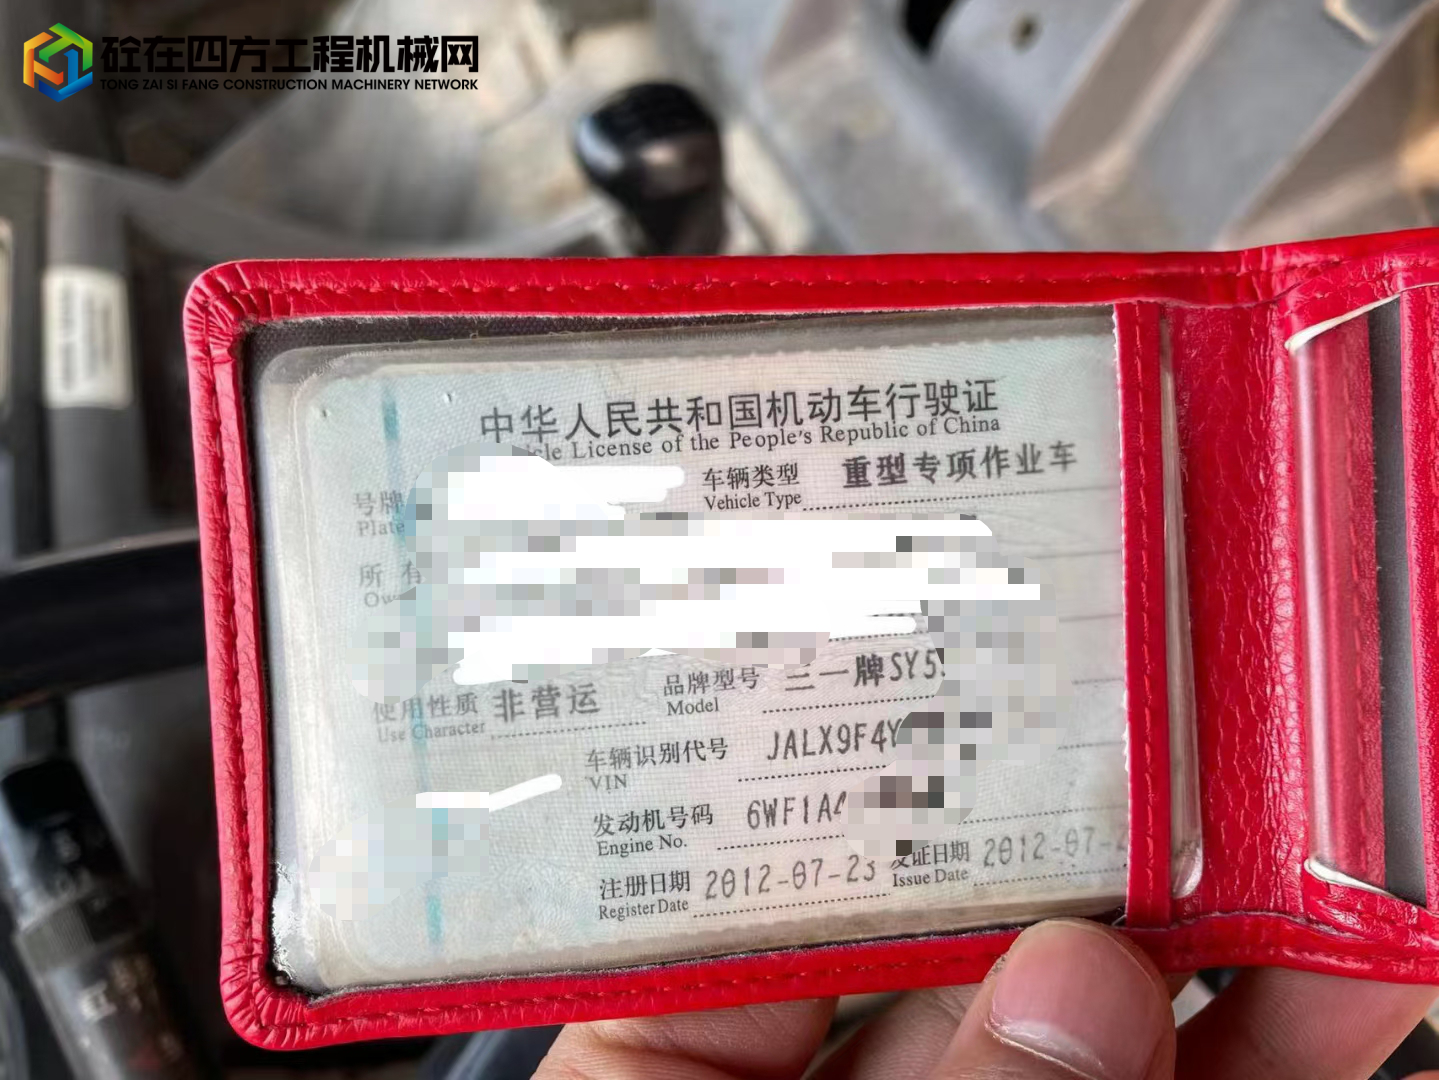 砼在四方工程机械网
TONG ZAI SI FANG CONSTRUCTION MACHINERY NETWORK
中华人民共和国机动车行驶证
License of the People's Republic of China
号牌 车辆类型 重型专项作业车
Plate Vehicle Type
所 有
使用性质 非营运 品牌型号 三一牌SY5
Use Character Model
车辆识别代号 JALX9F4
VIN
发动机号码 6WF1A
Engine No.
注册日期 2012-07-23 发证日期 2012-07-2
Register Date Issue Date